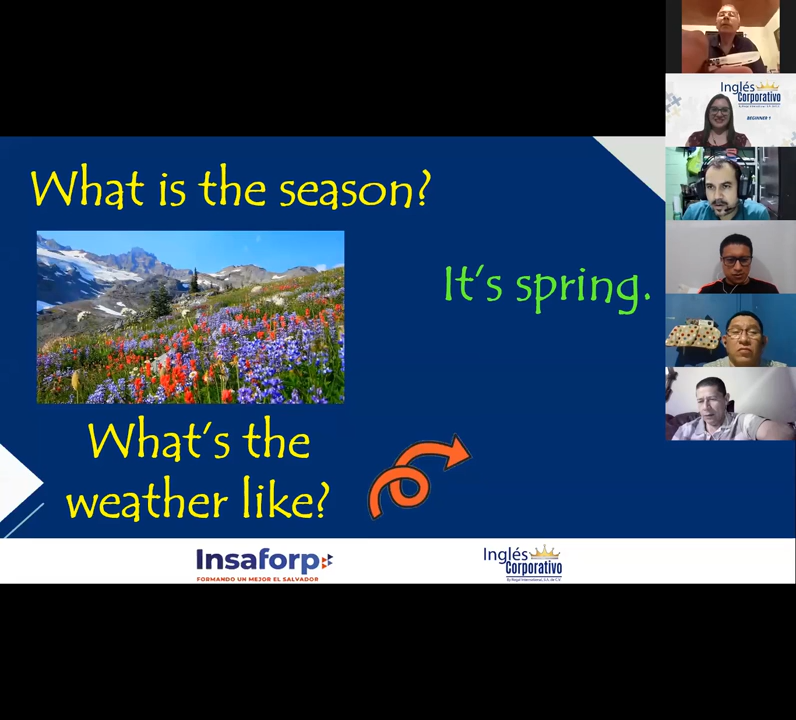 What is the season?
It's spring.
What's the
weather like?
Insaforp
FORMANDO UN MEJOR EL SALVADOR
Inglés
Corporativo
Inglés
Corporativo
BEGINNER 1